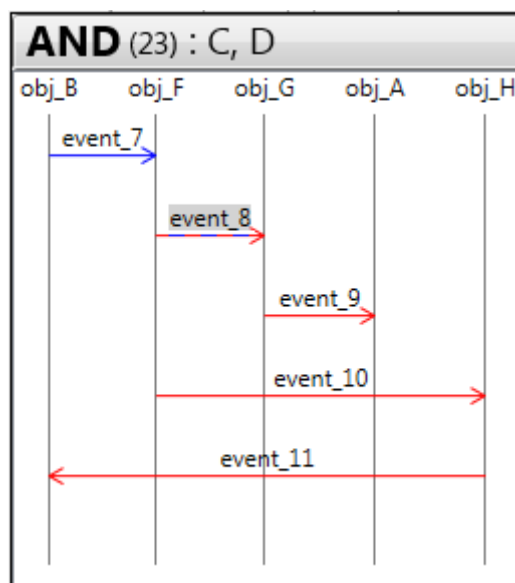 AND (23) : C, D
obj_B obj_F obj_G obj_A obj_H
event_7
event_8
event_9
event_10
event_11